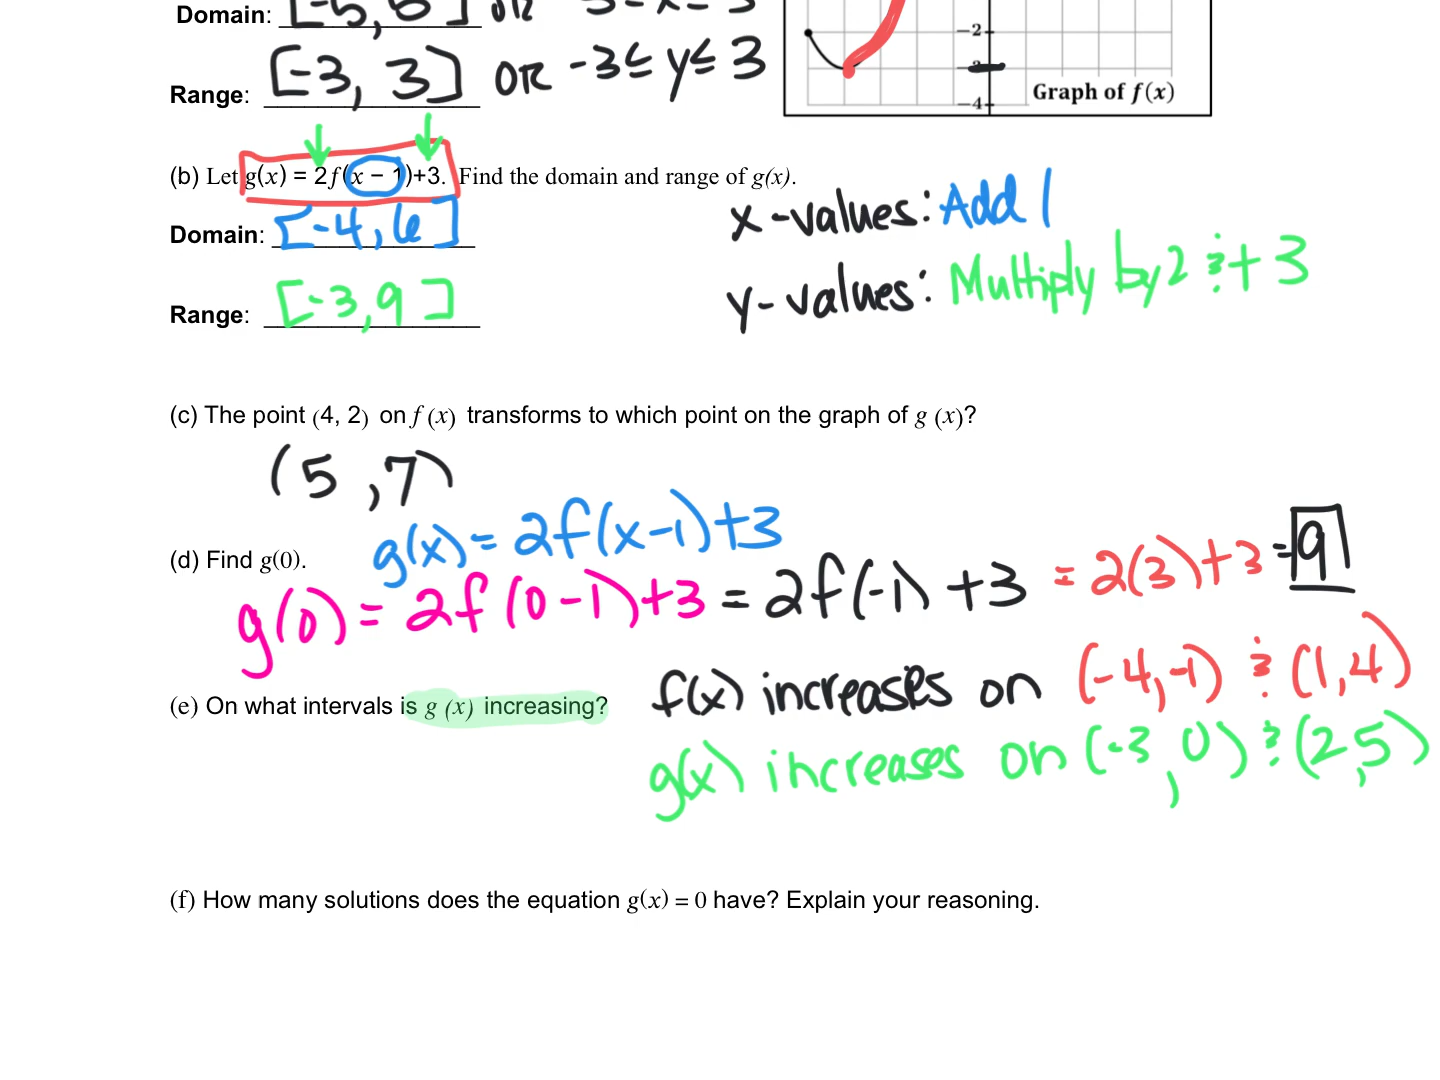 Domain: [-5, 5] OR
Range: [-3, 3] OR -3 ≤ y ≤ 3
-2
-4
Graph of f(x)
(b) Let g(x) = 2f(x − 1)+3. Find the domain and range of g(x).
x-values: Add 1
Domain: [-4, 6]
y-values: Multiply by 2 & + 3
Range: [-3, 9]
(c) The point (4, 2) on f (x) transforms to which point on the graph of g (x)?
(5, 7)
g(x) = 2f(x-1)+3
(d) Find g(0).
g(0) = 2f(0-1)+3 = 2f(-1) +3 = 2(3)+3 = 9
f(x) increases on (-4,-1) & (1,4)
(e) On what intervals is g (x) increasing?
g(x) increases on (-3, 0) & (2,5)
(f) How many solutions does the equation g(x) = 0 have? Explain your reasoning.